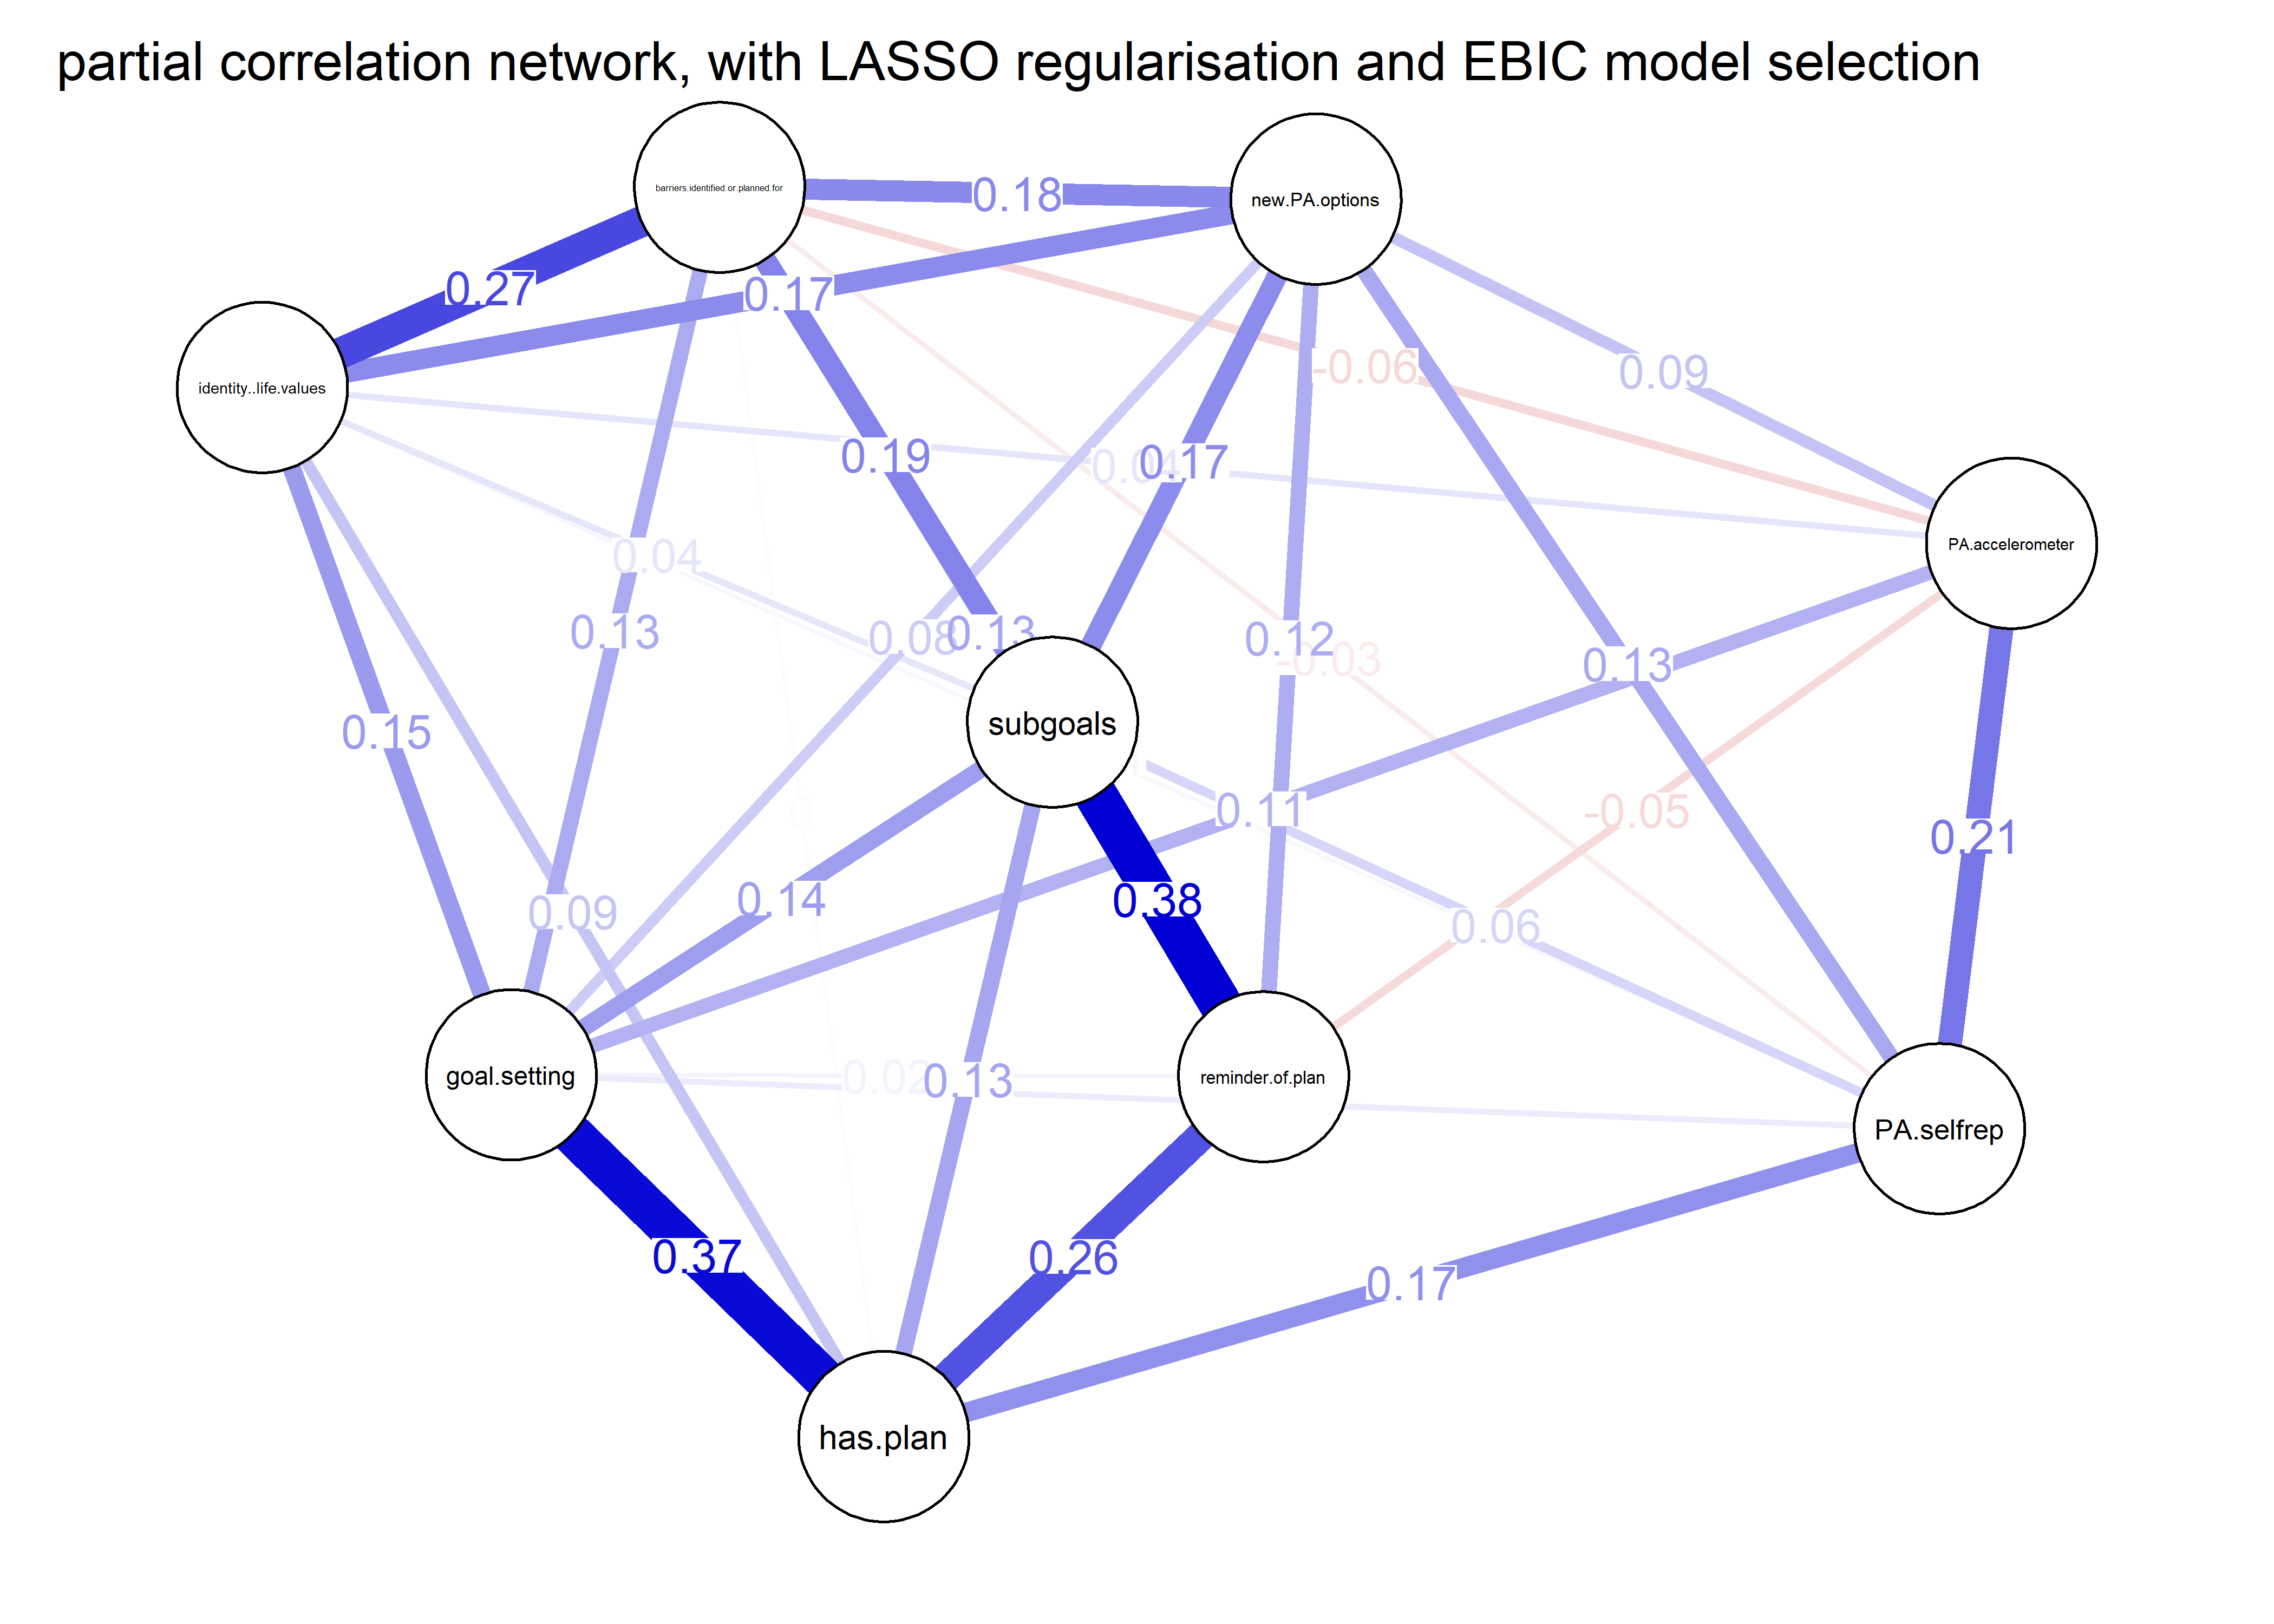 partial correlation network, with LASSO regularisation and EBIC model selection
barriers.identified.or.planned.for
0.18
new.PA.options
0.27
0.17
identity..life.values
-0.06
0.09
0.19
0.04
0.17
PA.accelerometer
0.04
0.13
0.08
0.13
0.12
-0.03
0.13
subgoals
0.15
0
0.11
-0.05
0.21
0.14
0.38
0.09
0.06
goal.setting
0.02
0.13
reminder.of.plan
PA.selfrep
0.37
0.26
0.17
has.plan